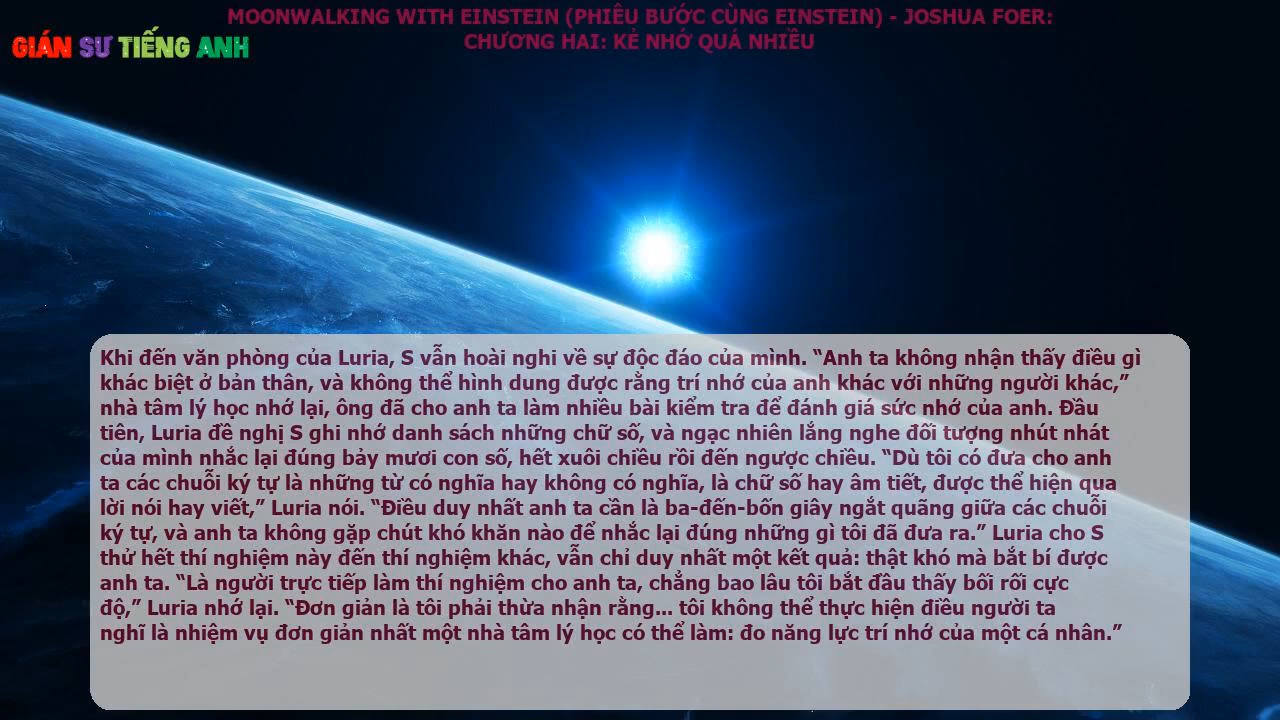 MOONWALKING WITH EINSTEIN (PHIÊU BƯỚC CÙNG EINSTEIN) - JOSHUA FOER:
CHƯƠNG HAI: KẺ NHỚ QUÁ NHIỀU
GIÁN SƯ TIẾNG ANH
Khi đến văn phòng của Luria, S vẫn hoài nghi về sự độc đáo của mình. “Anh ta không nhận thấy điều gì
khác biệt ở bản thân, và không thể hình dung được rằng trí nhớ của anh khác với những người khác,”
nhà tâm lý học nhớ lại, ông đã cho anh ta làm nhiều bài kiểm tra để đánh giá sức nhớ của anh. Đầu
tiên, Luria đề nghị S ghi nhớ danh sách những chữ số, và ngạc nhiên lắng nghe đối tượng nhút nhát
của mình nhắc lại đúng bảy mươi con số, hết xuôi chiều rồi đến ngược chiều. “Dù tôi có đưa cho anh
ta các chuỗi ký tự là những từ có nghĩa hay không có nghĩa, là chữ số hay âm tiết, được thể hiện qua
lời nói hay viết,” Luria nói. “Điều duy nhất anh ta cần là ba-đến-bốn giây ngắt quãng giữa các chuỗi
ký tự, và anh ta không gặp chút khó khăn nào để nhắc lại đúng những gì tôi đã đưa ra.” Luria cho S
thử hết thí nghiệm này đến thí nghiệm khác, vẫn chỉ duy nhất một kết quả: thật khó mà bắt bí được
anh ta. “Là người trực tiếp làm thí nghiệm cho anh ta, chẳng bao lâu tôi bắt đầu thấy bối rối cực
độ,” Luria nhớ lại. “Đơn giản là tôi phải thừa nhận rằng... tôi không thể thực hiện điều người ta
nghĩ là nhiệm vụ đơn giản nhất một nhà tâm lý học có thể làm: đo năng lực trí nhớ của một cá nhân.”